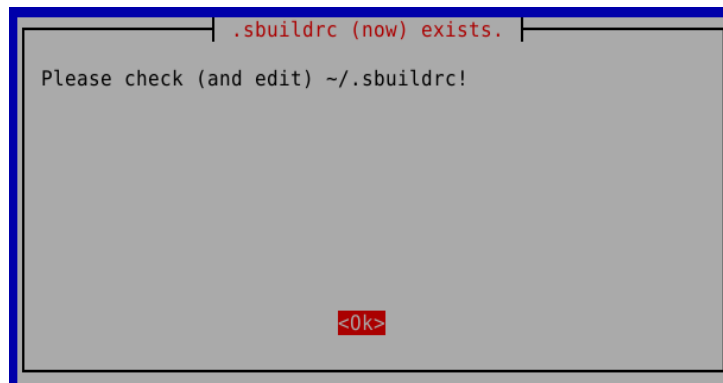 .sbuildrc (now) exists.
Please check (and edit) ~/.sbuildrc!
<Ok>